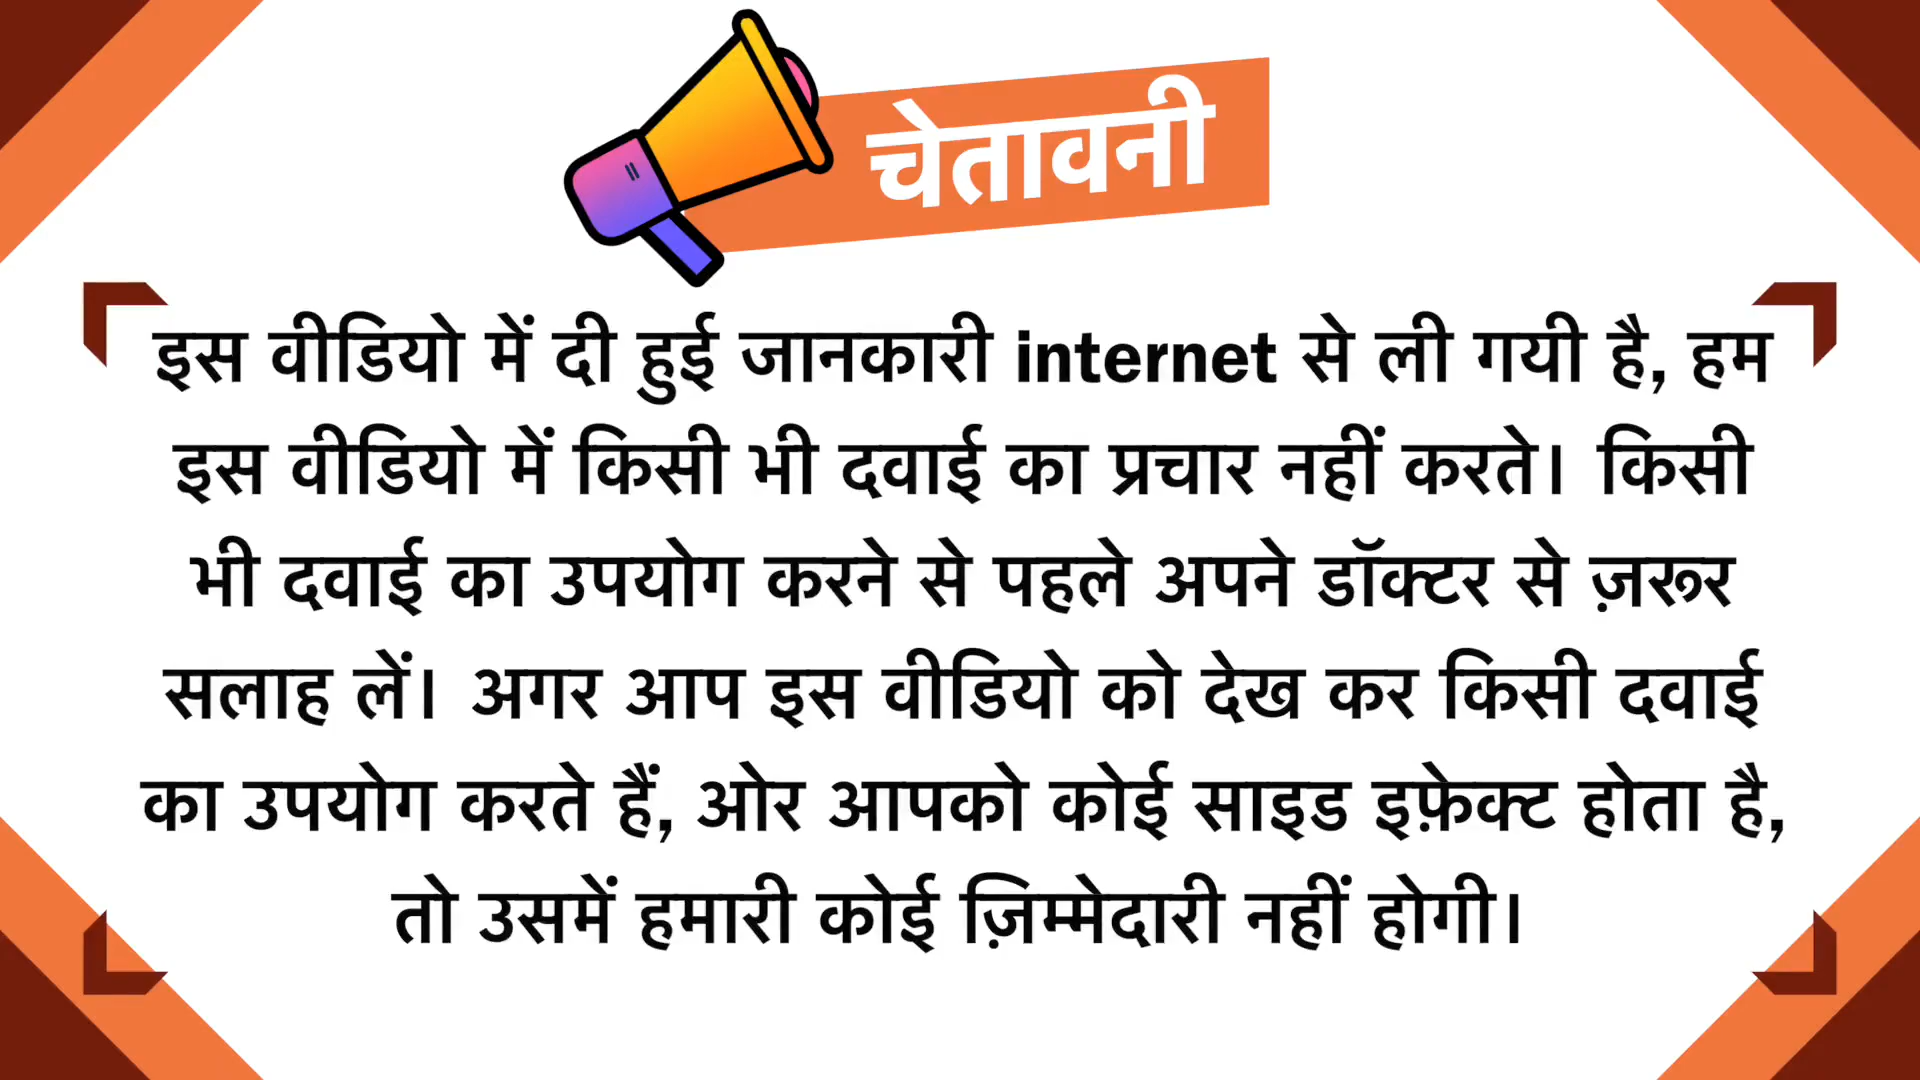 चेतावनी
इस वीडियो में दी हुई जानकारी internet से ली गयी है, हम
इस वीडियो में किसी भी दवाई का प्रचार नहीं करते। किसी
भी दवाई का उपयोग करने से पहले अपने डॉक्टर से ज़रूर
सलाह लें। अगर आप इस वीडियो को देख कर किसी दवाई
का उपयोग करते हैं, ओर आपको कोई साइड इफ़ेक्ट होता है,
तो उसमें हमारी कोई ज़िम्मेदारी नहीं होगी।